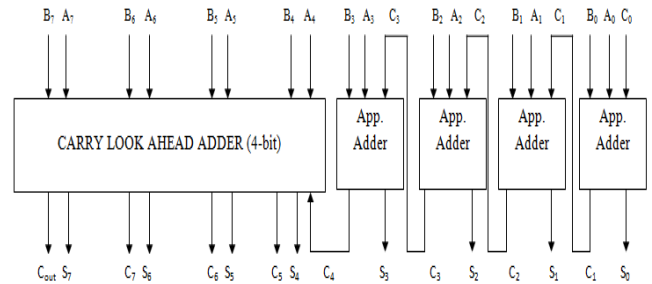 B7 A7 B6 A6 B5 A5 B4 A4 B3 A3 C3 B2 A2 C2 B1 A1 C1 B0 A0 C0
CARRY LOOK AHEAD ADDER (4-bit)
App.
Adder
App.
Adder
App.
Adder
App.
Adder
Cout S7 C7 S6 C6 S5 C5 S4 C4 S3 C3 S2 C2 S1 C1 S0